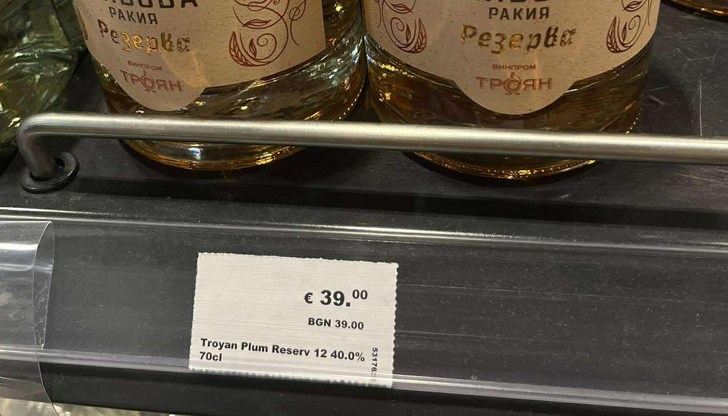 РАКИЯ
Резерва
ВИНПРОМ
ТРОЯН
РАКИЯ
Резерва
ВИНПРОМ
ТРОЯН
€ 39.00
BGN 39.00
Troyan Plum Reserv 12 40.0%
70cl